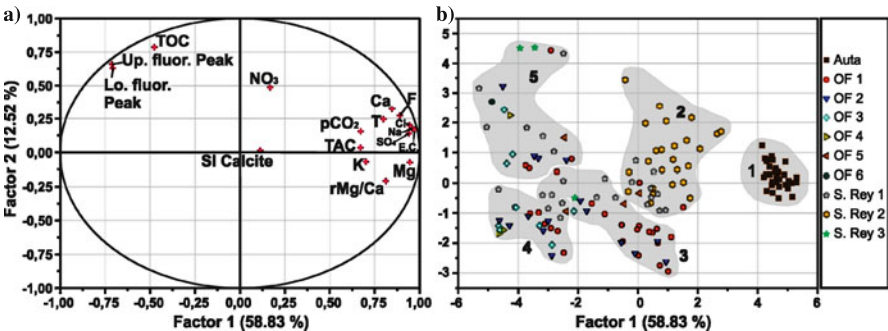 a)
1,00
0,75
0,50
0,25
0,00
-0,25
-0,50
-0,75
-1,00
Factor 2 (12.52 %)
TOC
Up. fluor. Peak
Lo. fluor.
Peak
NO3
Ca
F
T
Cl
pCO2
Na
SO4
E.C.
TAC
SI Calcite
K
Mg
rMg/Ca
-1,00 -0,75 -0,50 -0,25 0,00 0,25 0,50 0,75 1,00
Factor 1 (58.83 %)
b)
5
4
3
2
1
0
-1
-2
-3
5
2
1
4
3
-6 -4 -2 0 2 4 6
Factor 1 (58.83 %)
Auta
OF 1
OF 2
OF 3
OF 4
OF 5
OF 6
S. Rey 1
S. Rey 2
S. Rey 3